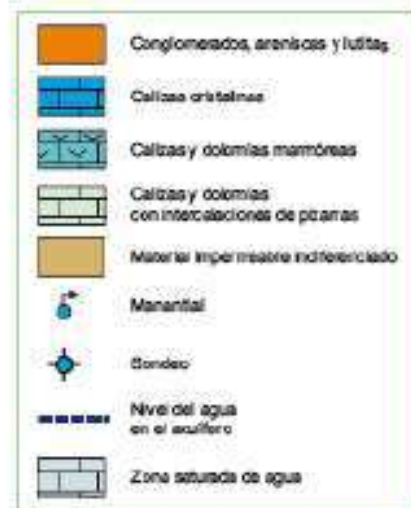 Conglomerados, areniscas y lutitas
Calizas cristalinas
Calizas y dolomías marmóreas
Calizas y dolomías
con intercalaciones de pizarras
Material impermeable indiferenciado
Manantial
Sondeo
Nivel del agua
en el acuífero
Zona saturada de agua